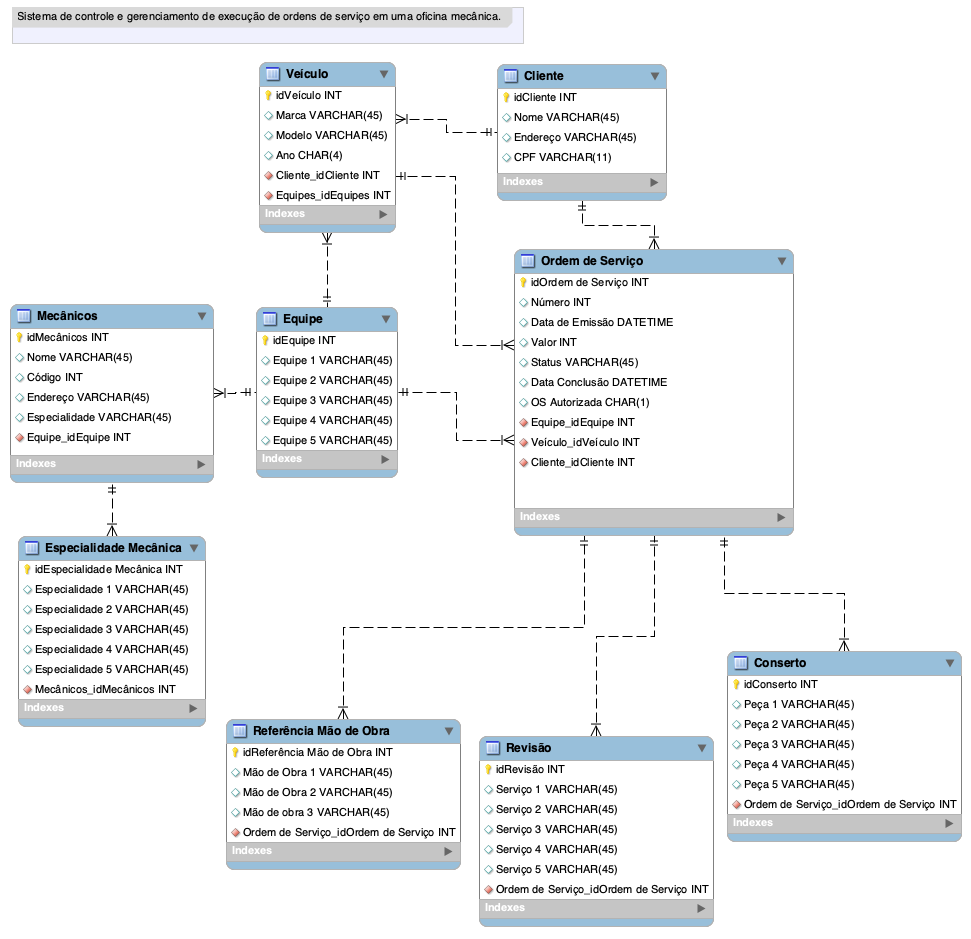 Sistema de controle e gerenciamento de execução de ordens de serviço em uma oficina mecânica.
Veículo
idVeículo INT
Marca VARCHAR(45)
Modelo VARCHAR(45)
Ano CHAR(4)
Cliente_idCliente INT
Equipes_idEquipes INT
Indexes
Cliente
idCliente INT
Nome VARCHAR(45)
Endereço VARCHAR(45)
CPF VARCHAR(11)
Indexes
Ordem de Serviço
idOrdem de Serviço INT
Número INT
Data de Emissão DATETIME
Valor INT
Status VARCHAR(45)
Data Conclusão DATETIME
OS Autorizada CHAR(1)
Equipe_idEquipe INT
Veículo_idVeículo INT
Cliente_idCliente INT
Indexes
Mecânicos
idMecânicos INT
Nome VARCHAR(45)
Código INT
Endereço VARCHAR(45)
Especialidade VARCHAR(45)
Equipe_idEquipe INT
Indexes
Equipe
idEquipe INT
Equipe 1 VARCHAR(45)
Equipe 2 VARCHAR(45)
Equipe 3 VARCHAR(45)
Equipe 4 VARCHAR(45)
Equipe 5 VARCHAR(45)
Indexes
Especialidade Mecânica
idEspecialidade Mecânica INT
Especialidade 1 VARCHAR(45)
Especialidade 2 VARCHAR(45)
Especialidade 3 VARCHAR(45)
Especialidade 4 VARCHAR(45)
Especialidade 5 VARCHAR(45)
Mecânicos_idMecânicos INT
Indexes
Referência Mão de Obra
idReferência Mão de Obra INT
Mão de Obra 1 VARCHAR(45)
Mão de Obra 2 VARCHAR(45)
Mão de obra 3 VARCHAR(45)
Ordem de Serviço_idOrdem de Serviço INT
Indexes
Revisão
idRevisão INT
Serviço 1 VARCHAR(45)
Serviço 2 VARCHAR(45)
Serviço 3 VARCHAR(45)
Serviço 4 VARCHAR(45)
Serviço 5 VARCHAR(45)
Ordem de Serviço_idOrdem de Serviço INT
Indexes
Conserto
idConserto INT
Peça 1 VARCHAR(45)
Peça 2 VARCHAR(45)
Peça 3 VARCHAR(45)
Peça 4 VARCHAR(45)
Peça 5 VARCHAR(45)
Ordem de Serviço_idOrdem de Serviço INT
Indexes